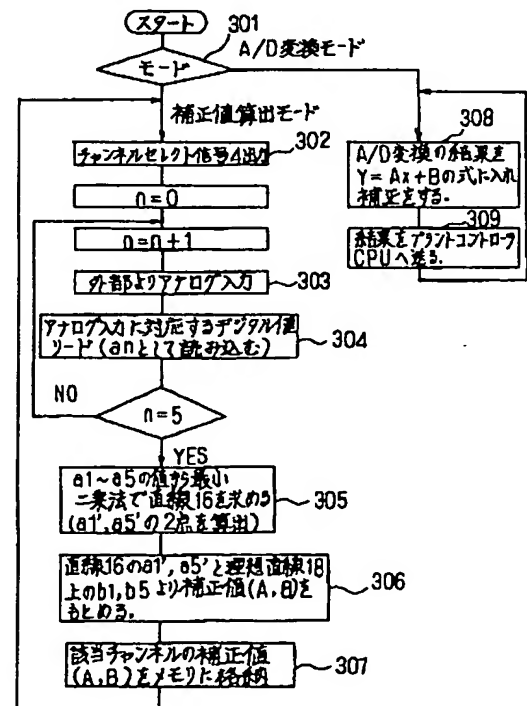 スタート
301
モード
A/D変換モード
補正値算出モード
チャンネルセレクト信号4出力
302
n=0
n=n+1
外部よりアナログ入力
303
アナログ入力に対応するデジタル値
リード(anとして読み込む)
304
NO
n=5
YES
a1~a5の値から最小
二乗法で直線16を求める
(a1',a5'の2点を算出)
305
直線16のa1',a5'と理想直線18
上のb1,b5より補正値(A,B)を
もとめる.
306
該当チャンネルの補正値
(A,B)をメモリに格納
307
308
A/D変換の結果を
Y=Ax+Bの式に入れ
補正をする.
309
結果をプラントコントローラ
CPUへ送る.